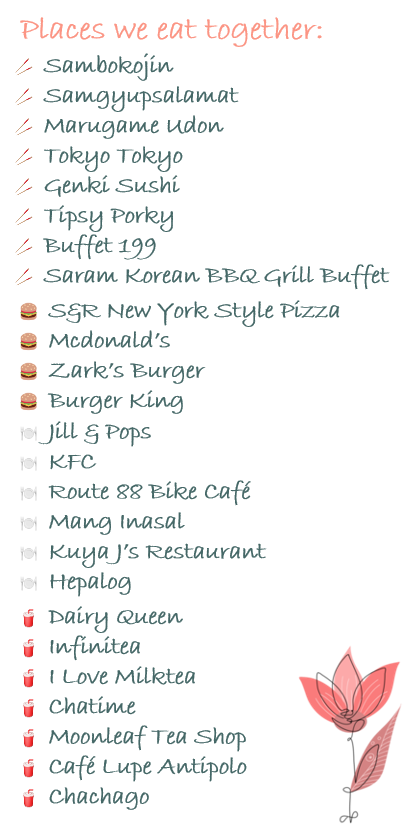 Places we eat together:
Sambokojin
Samgyupsalamat
Marugame Udon
Tokyo Tokyo
Genki Sushi
Tipsy Porky
Buffet 199
Saram Korean BBQ Grill Buffet
S&R New York Style Pizza
Mcdonald's
Zark's Burger
Burger King
Jill & Pops
KFC
Route 88 Bike Café
Mang Inasal
Kuya J's Restaurant
Hepalog
Dairy Queen
Infinitea
I Love Milktea
Chatime
Moonleaf Tea Shop
Café Lupe Antipolo
Chachago